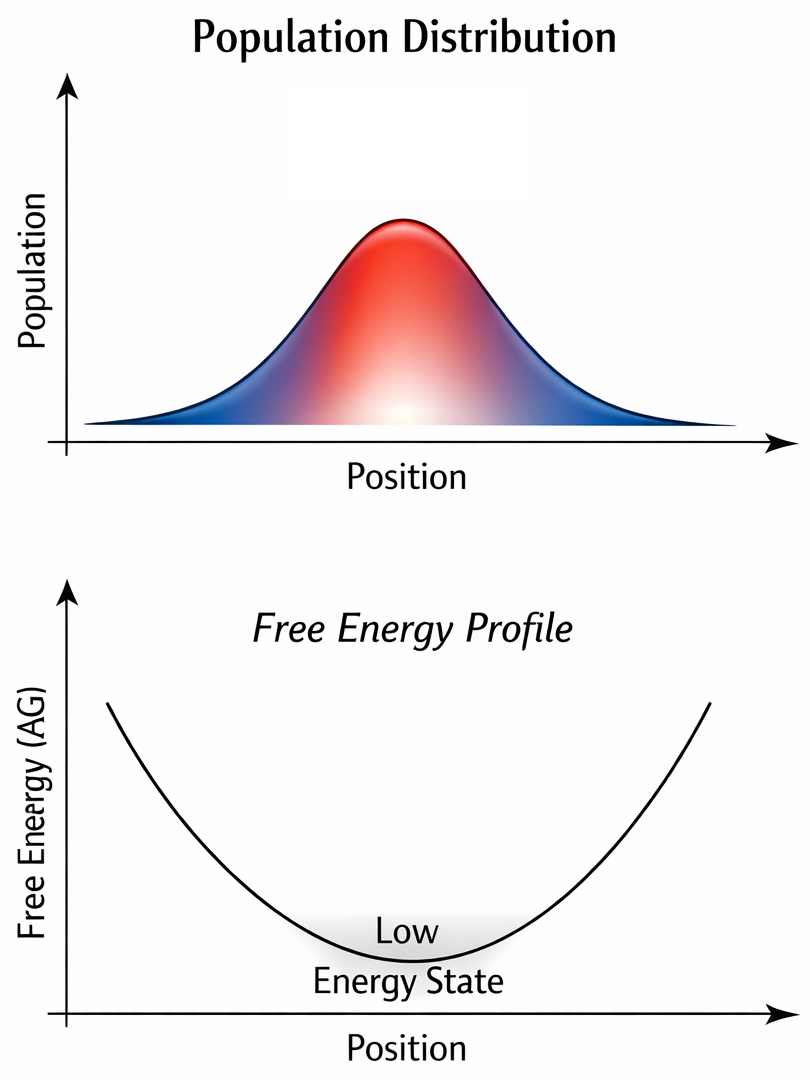 Population Distribution
Population
Position
Free Energy Profile
Free Energy (AG)
Low
Energy State
Position